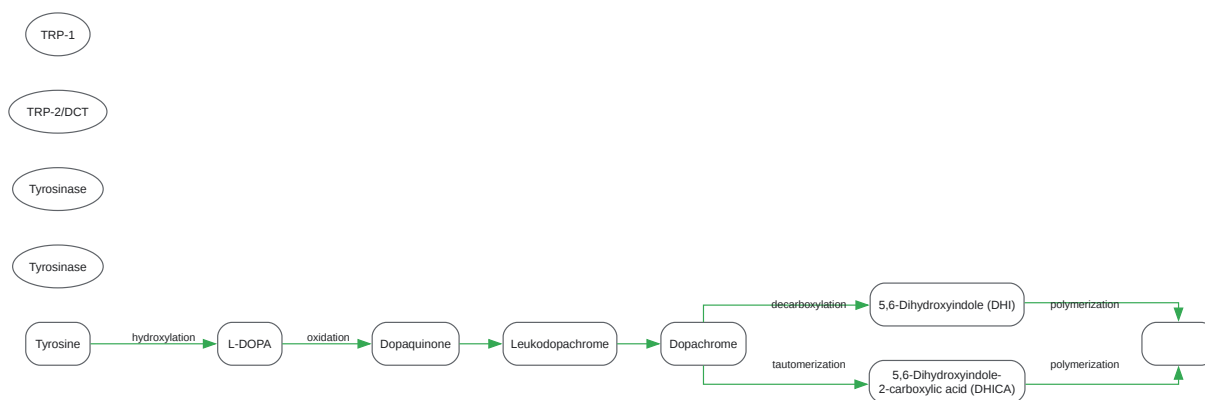 TRP-1
TRP-2/DCT
Tyrosinase
Tyrosinase
decarboxylation
5,6-Dihydroxyindole (DHI)
polymerization
Tyrosine
hydroxylation
L-DOPA
oxidation
Dopaquinone
Leukodopachrome
Dopachrome
tautomerization
5,6-Dihydroxyindole-
2-carboxylic acid (DHICA)
polymerization